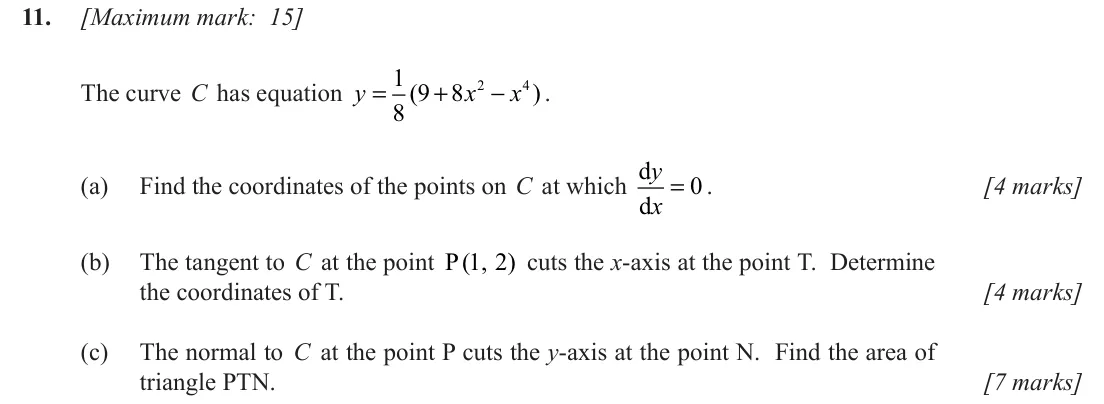 11. [Maximum mark: 15]
The curve C has equation y = 1/8 (9 + 8x² − x⁴).
(a) Find the coordinates of the points on C at which dy/dx = 0. [4 marks]
(b) The tangent to C at the point P(1, 2) cuts the x-axis at the point T. Determine
the coordinates of T. [4 marks]
(c) The normal to C at the point P cuts the y-axis at the point N. Find the area of
triangle PTN. [7 marks]